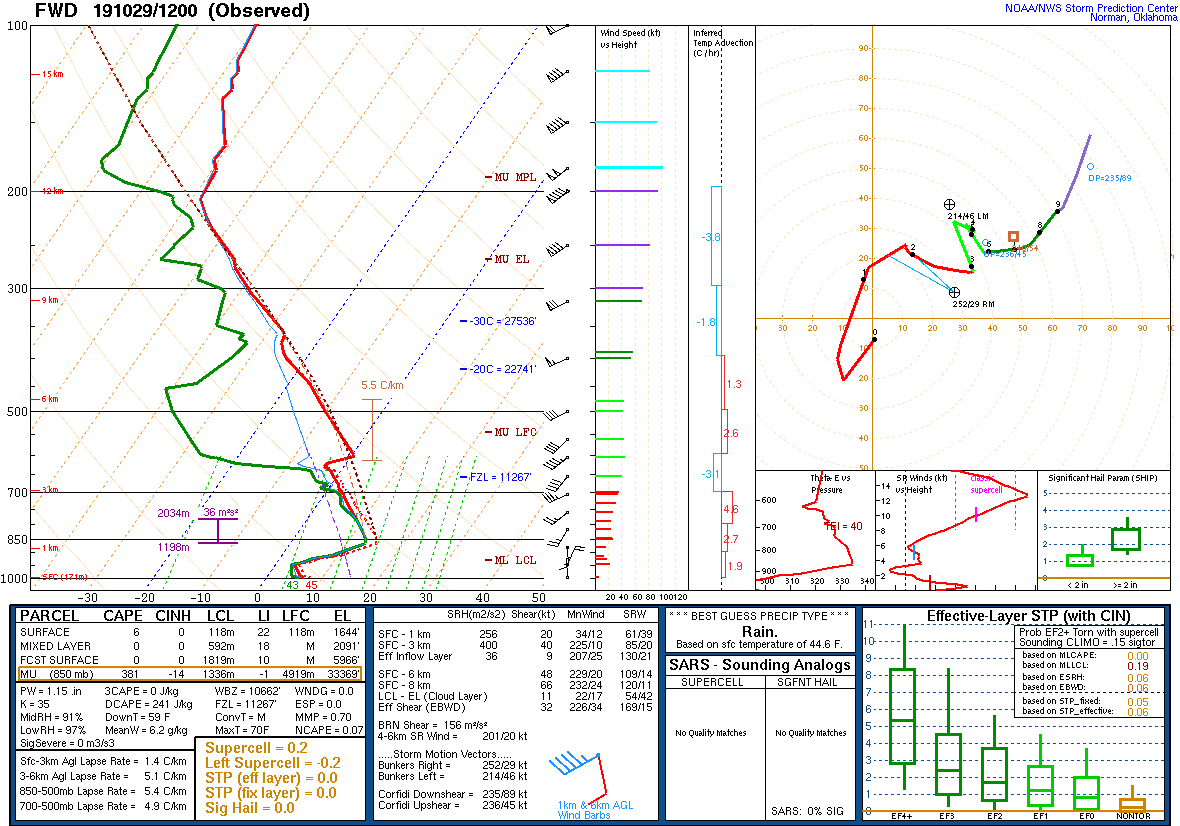 FWD 191029/1200 (Observed)
NOAA/NWS Storm Prediction Center
Norman, Oklahoma
100
15 km
200
12 km
300
9 km
500
6 km
700
3 km
850
1 km
1000
SFC (171m)
-30 -20 -10 0 10 20 30 40 50
MU MPL
MU EL
-30C = 27536'
-20C = 22741'
5.5 C/km
MU LFC
FZL = 11267'
2034m
36 m²s²
1198m
ML LCL
43 45
Wind Speed (kt)
vs Height
20 40 60 80 100120
Inferred
Temp Advection
(C / hr)
-3.8
-1.8
1.3
2.6
-3.1
4.6
2.7
1.9
90
80
70
60
50
40
30
20
30 20 10 10 20 30 40 50 60 70 80 90
10
20
30
40
50
0
1
2
3
8
9
214/46 LM
252/29 RM
DP=235/89
Theta-E vs
Pressure
600
700
800
900
300 315 330 340
TEI = 40
SR Winds (kt)
vs Height
classic
supercell
14
12
10
8
6
4
2
Significant Hail Param (SHIP)
5
4
3
2
1
0
< 2 in >= 2 in
PARCEL CAPE CINH LCL LI LFC EL
SURFACE 6 0 118m 22 118m 1644'
MIXED LAYER 0 0 592m 18 M 2091'
FCST SURFACE 0 0 1819m 10 M 5966'
MU (850 mb) 381 -14 1336m -1 4919m 33369'
PW = 1.15 in 3CAPE = 0 J/kg WBZ = 10662' WNDG = 0.0
K = 35 DCAPE = 241 J/kg FZL = 11267' ESP = 0.0
MidRH = 91% DownT = 59 F ConvT = M MMP = 0.70
LowRH = 97% MeanW = 6.2 g/kg MaxT = 70F NCAPE = 0.07
SigSevere = 0 m3/s3
Sfc-3km Agl Lapse Rate = 1.4 C/km
3-6km Agl Lapse Rate = 5.1 C/km
850-500mb Lapse Rate = 5.4 C/km
700-500mb Lapse Rate = 4.9 C/km
Supercell = 0.2
Left Supercell = -0.2
STP (eff layer) = 0.0
STP (fix layer) = 0.0
Sig Hail = 0.0
SRH(m2/s2) Shear(kt) MnWind SRW
SFC - 1 km 256 20 34/12 61/39
SFC - 3 km 400 40 225/10 85/20
Eff Inflow Layer 36 9 207/25 130/21
SFC - 6 km 48 229/20 109/14
SFC - 8 km 66 232/24 120/11
LCL - EL (Cloud Layer) 11 22/17 54/42
Eff Shear (EBWD) 32 226/34 169/15
BRN Shear = 156 m²/s²
4-6km SR Wind = 201/20 kt
.....Storm Motion Vectors.....
Bunkers Right = 252/29 kt
Bunkers Left = 214/46 kt
Corfidi Downshear = 235/89 kt
Corfidi Upshear = 236/45 kt
1km & 6km AGL
Wind Barbs
* * * BEST GUESS PRECIP TYPE * * *
Rain.
Based on sfc temperature of 44.6 F.
SARS - Sounding Analogs
SUPERCELL SGFNT HAIL
No Quality Matches No Quality Matches
SARS: 0% SIG
Effective-Layer STP (with CIN)
11
10
9
8
7
6
5
4
3
2
1
0
EF4+ EF3 EF2 EF1 EF0 NONTOR
Prob EF2+ Torn with supercell
Sounding CLIMO = .15 sigtor
based on MLCAPE: 0.00
based on MLLCL: 0.19
based on ESRH: 0.06
based on EBWD: 0.06
based on STP_fixed: 0.05
based on STP_effective: 0.06